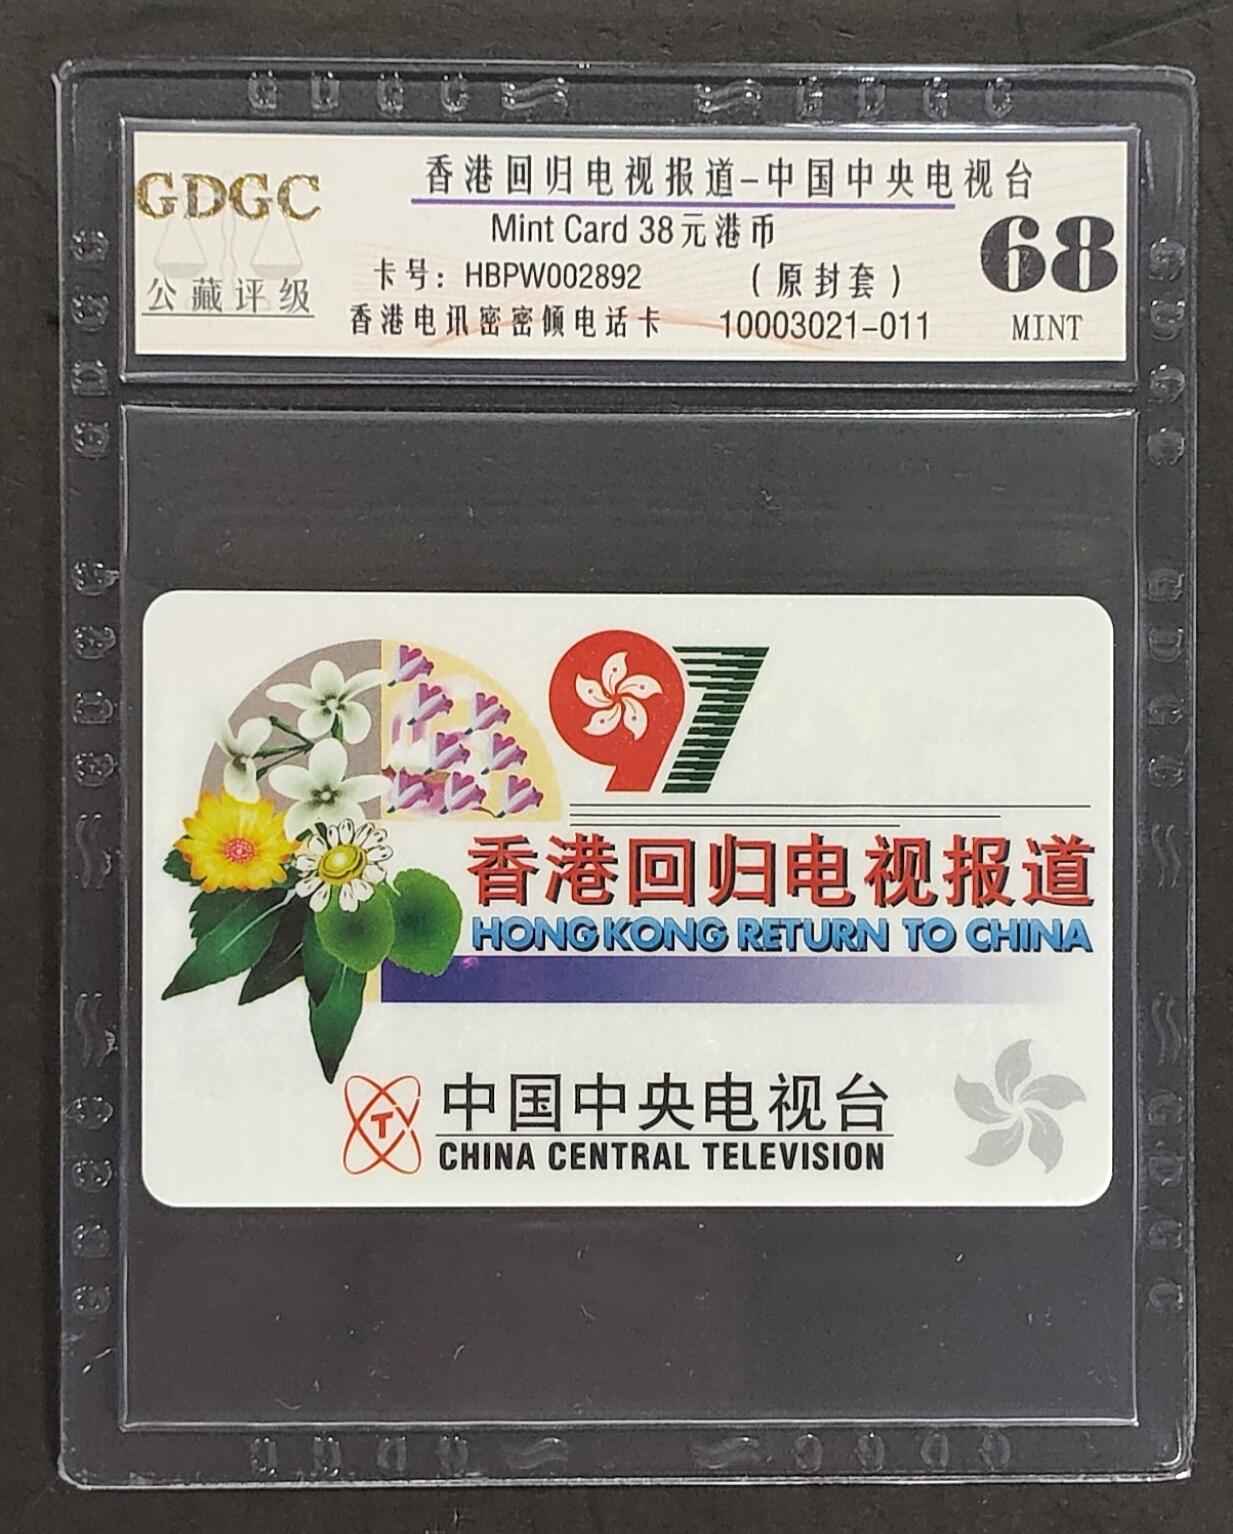 GDGC
公藏评级
香港回归电视报道-中国中央电视台
Mint Card 38元港币
卡号：HBPW002892 （原封套）
香港电讯密密倾电话卡 10003021-011
68
MINT
97
香港回归电视报道
HONG KONG RETURN TO CHINA
中国中央电视台
CHINA CENTRAL TELEVISION